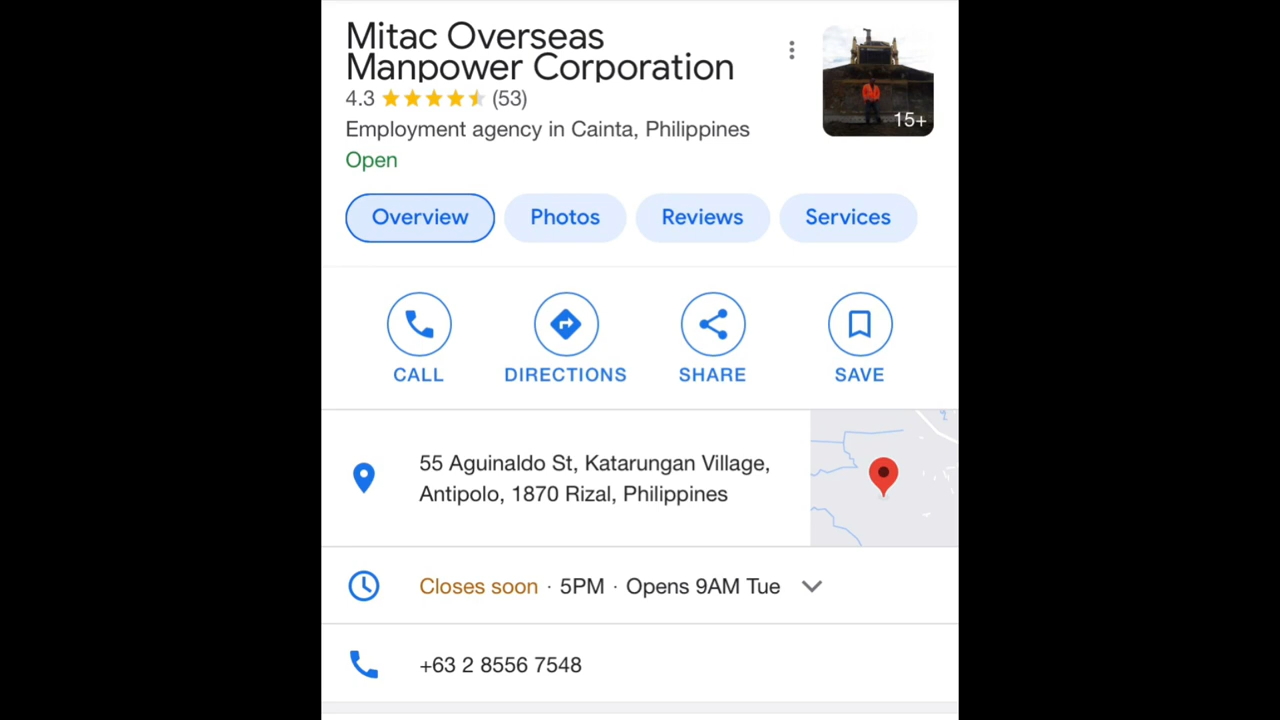 Mitac Overseas
Manpower Corporation
4.3 (53)
15+
Employment agency in Cainta, Philippines
Open
Overview Photos Reviews Services
CALL DIRECTIONS SHARE SAVE
55 Aguinaldo St, Katarungan Village,
Antipolo, 1870 Rizal, Philippines
Closes soon · 5PM · Opens 9AM Tue
+63 2 8556 7548